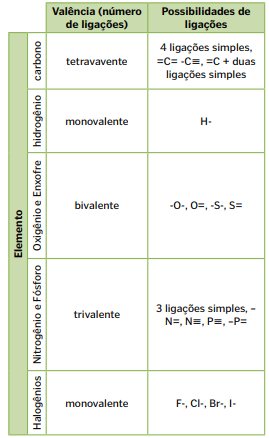 Valência (número
de ligações)
Possibilidades de
ligações
Elemento
carbono
tetravavente
4 ligações simples,
=C= -C≡, =C + duas
ligações simples
hidrogênio
monovalente
H-
Oxigênio e Enxofre
bivalente
-O-, O=, -S-, S=
Nitrogênio e Fósforo
trivalente
3 ligações simples, –
N=, N≡, P≡, –P=
Halogênios
monovalente
F-, Cl-, Br-, I-